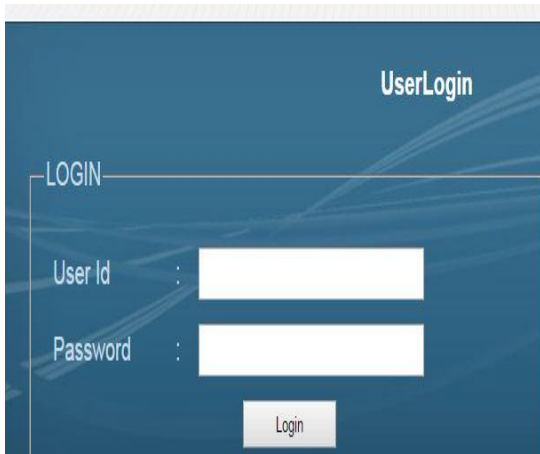 UserLogin
LOGIN
User Id :
Password :
Login